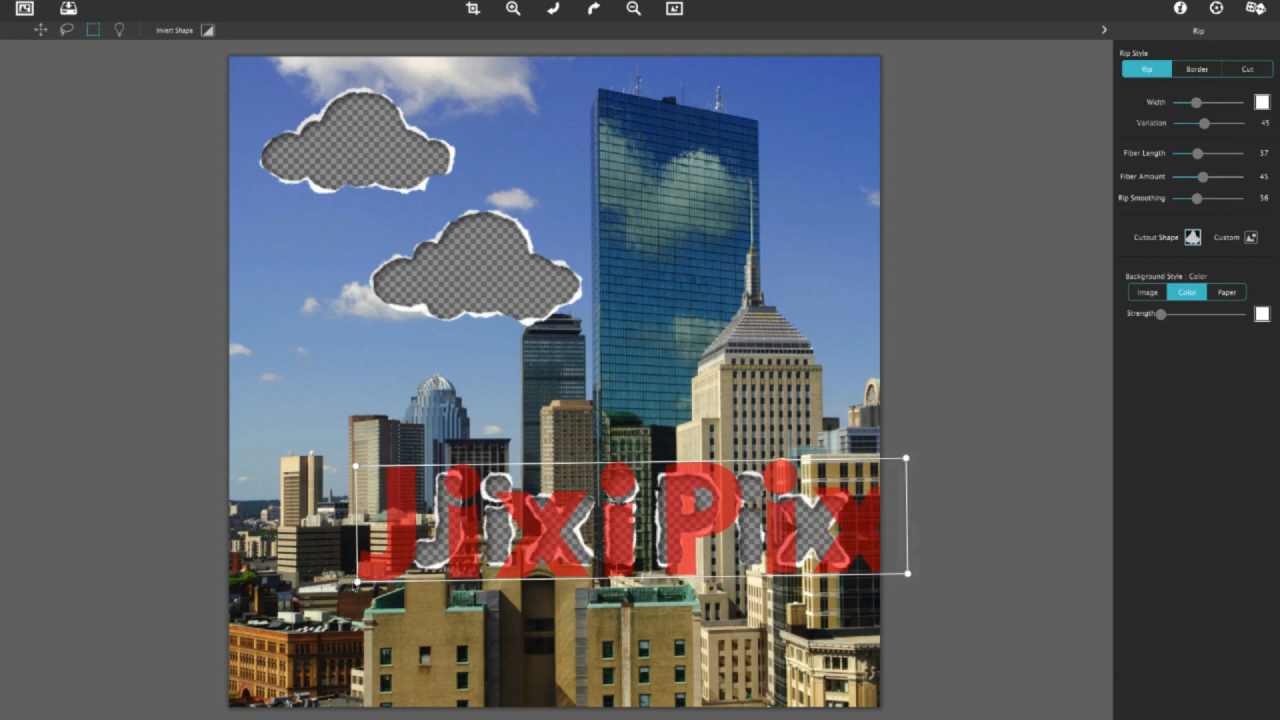 Invert Shape
Rip
Rip Style
Rip Border Cut
Width
Variation 45
Fiber Length 37
Fiber Amount 45
Rip Smoothing 36
Cutout Shape Custom
Background Style : Color
Image Color Paper
Strength
JixiPix